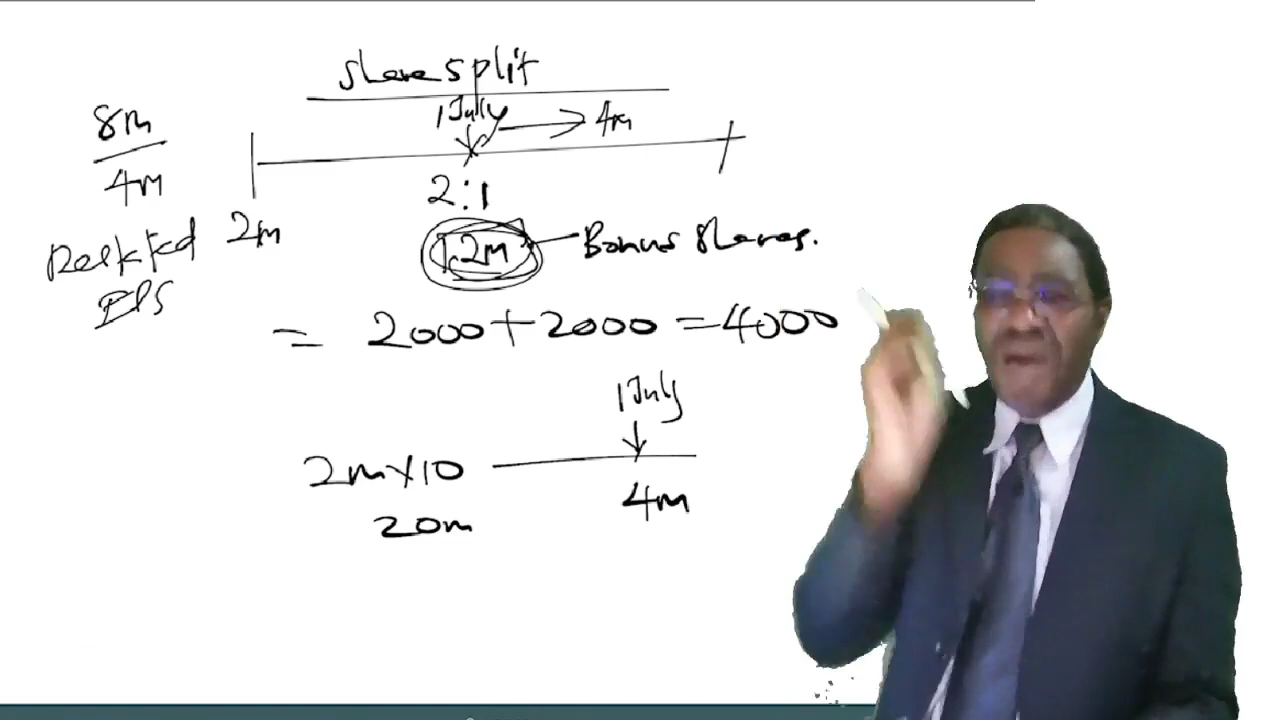 Share split
1 July
→ 4m
8m
4m
2:1
2m
2m
Bonus Shares.
Restated
EPS
= 2000 + 2000 = 4000
1 July
2m x 10
4m
20m